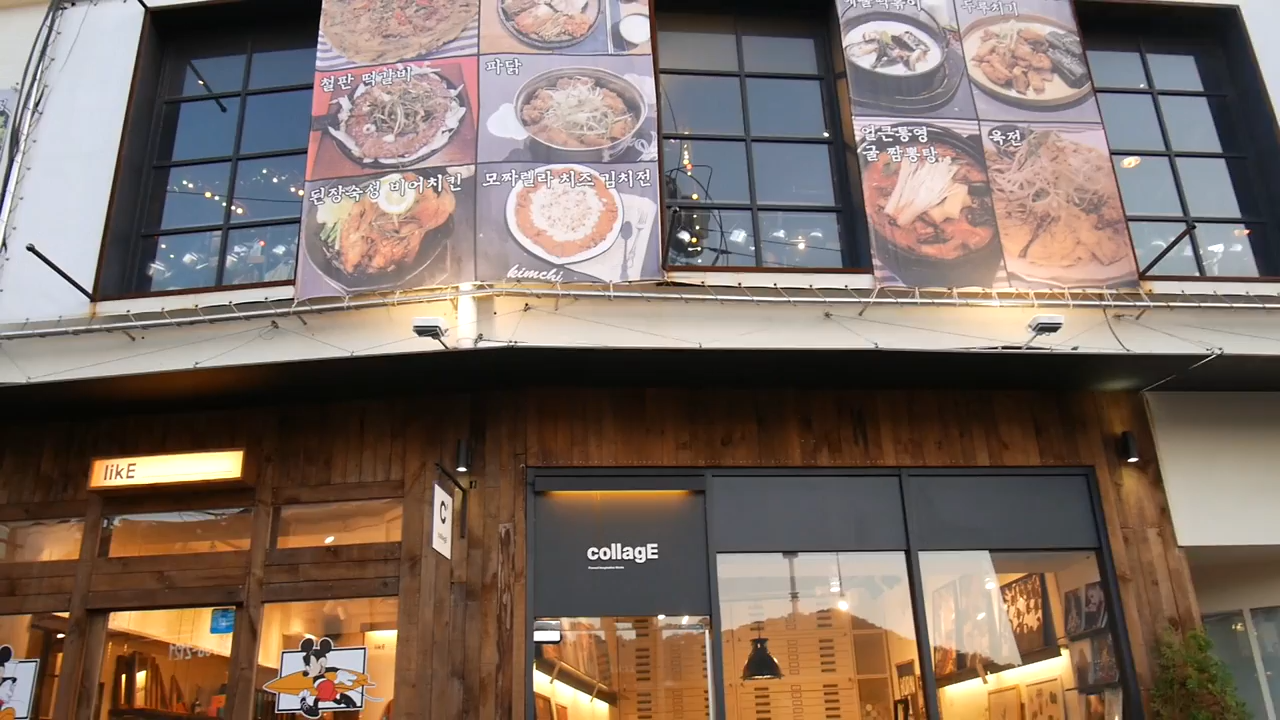 두루치기
철판 떡갈비
파닭
얼큰통영
굴 짬뽕탕
육전
된장숙성 비어치킨
모짜렐라 치즈 김치전
kimchi
likE
C
collagE